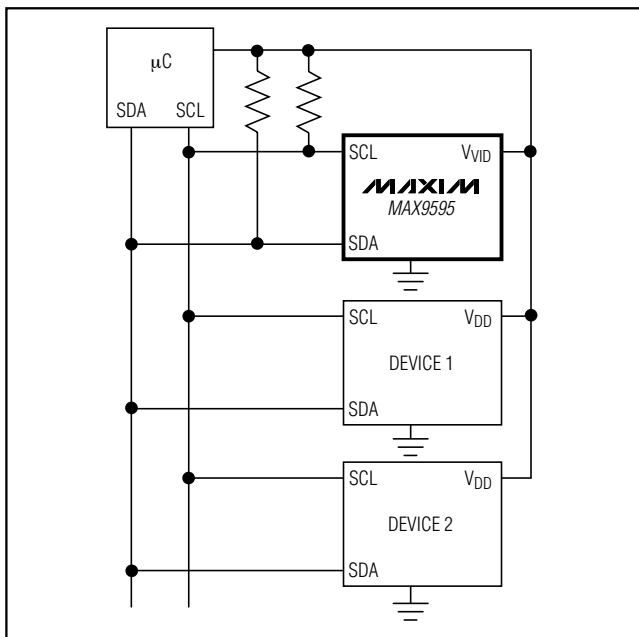 μC
SDA SCL
SCL VVID
MAXIM
MAX9595
SDA
SCL VDD
DEVICE 1
SDA
SCL VDD
DEVICE 2
SDA